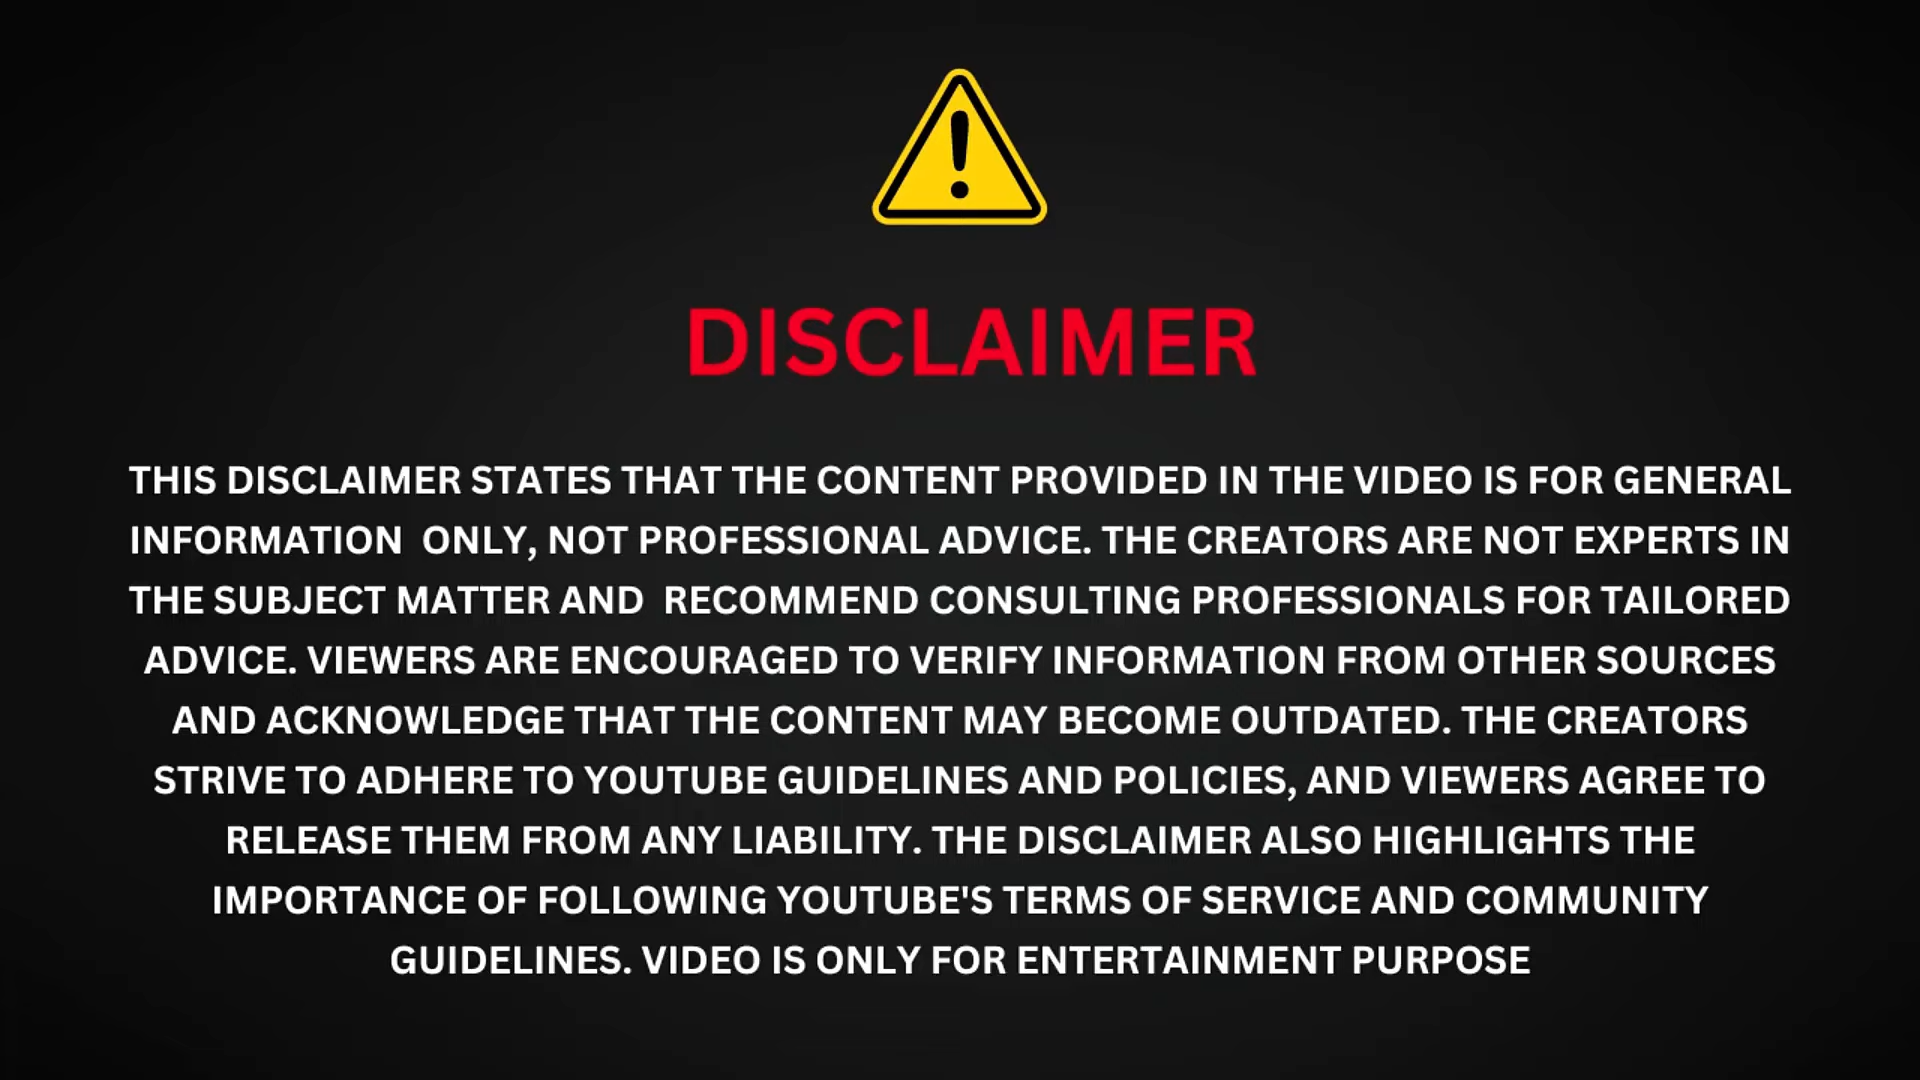 DISCLAIMER
THIS DISCLAIMER STATES THAT THE CONTENT PROVIDED IN THE VIDEO IS FOR GENERAL
INFORMATION  ONLY, NOT PROFESSIONAL ADVICE. THE CREATORS ARE NOT EXPERTS IN
THE SUBJECT MATTER AND  RECOMMEND CONSULTING PROFESSIONALS FOR TAILORED
ADVICE. VIEWERS ARE ENCOURAGED TO VERIFY INFORMATION FROM OTHER SOURCES
AND ACKNOWLEDGE THAT THE CONTENT MAY BECOME OUTDATED. THE CREATORS
STRIVE TO ADHERE TO YOUTUBE GUIDELINES AND POLICIES, AND VIEWERS AGREE TO
RELEASE THEM FROM ANY LIABILITY. THE DISCLAIMER ALSO HIGHLIGHTS THE
IMPORTANCE OF FOLLOWING YOUTUBE'S TERMS OF SERVICE AND COMMUNITY
GUIDELINES. VIDEO IS ONLY FOR ENTERTAINMENT PURPOSE